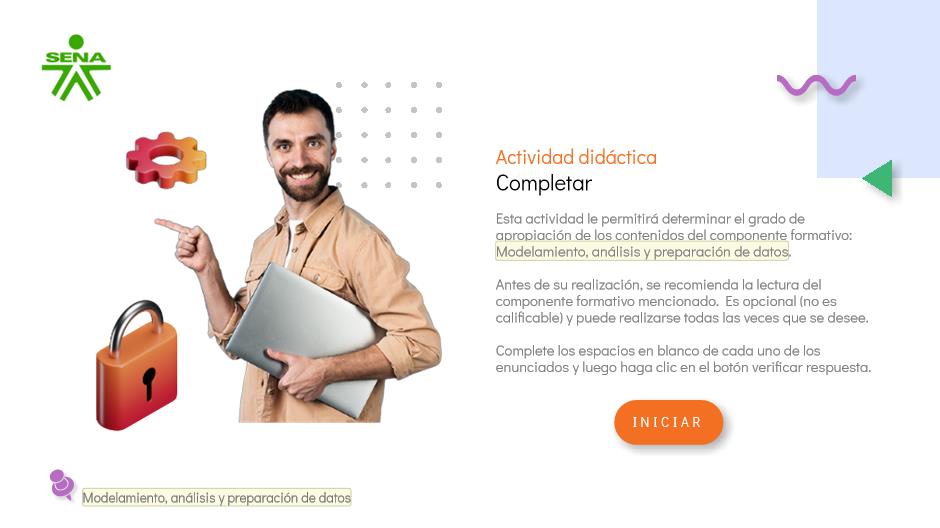 SENA
Actividad didáctica
Completar
Esta actividad le permitirá determinar el grado de
apropiación de los contenidos del componente formativo:
Modelamiento, análisis y preparación de datos.
Antes de su realización, se recomienda la lectura del
componente formativo mencionado. Es opcional (no es
calificable) y puede realizarse todas las veces que se desee.
Complete los espacios en blanco de cada uno de los
enunciados y luego haga clic en el botón verificar respuesta.
INICIAR
Modelamiento, análisis y preparación de datos